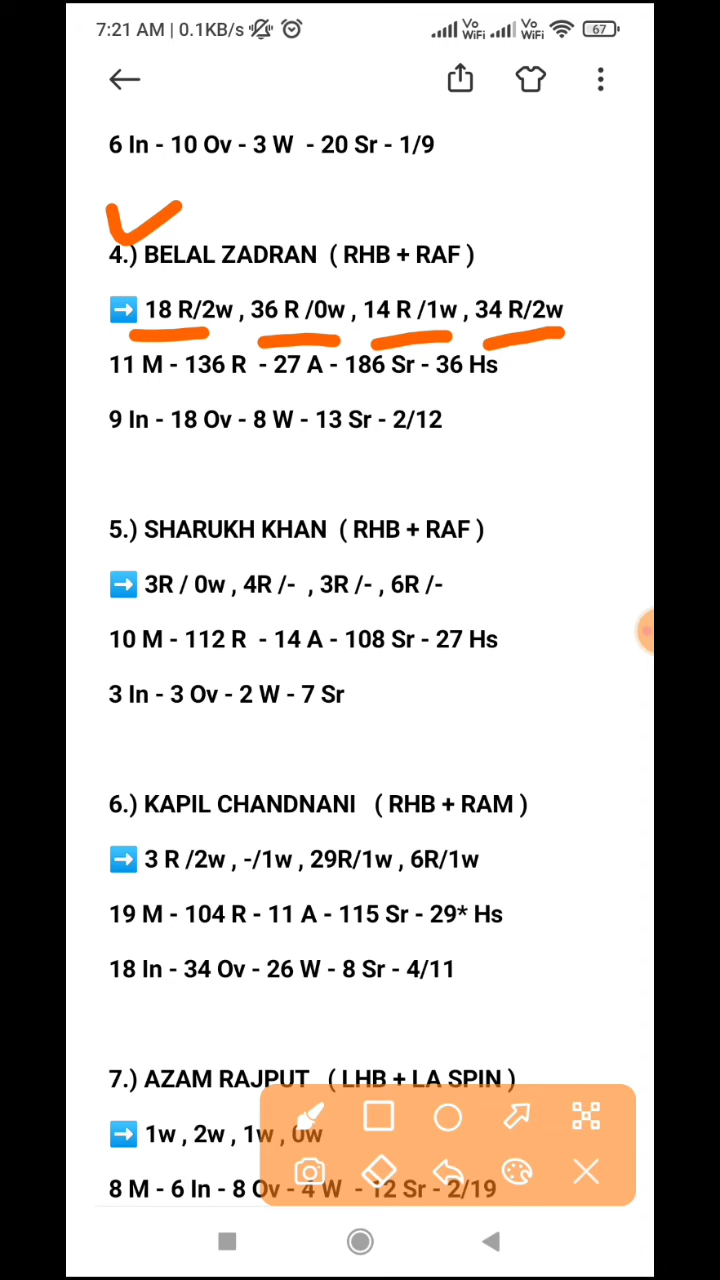 7:21 AM | 0.1KB/s Vo WiFi Vo WiFi 67
6 In - 10 Ov - 3 W - 20 Sr - 1/9
4.) BELAL ZADRAN ( RHB + RAF )
➡️ 18 R/2w , 36 R /0w , 14 R /1w , 34 R/2w
11 M - 136 R - 27 A - 186 Sr - 36 Hs
9 In - 18 Ov - 8 W - 13 Sr - 2/12
5.) SHARUKH KHAN ( RHB + RAF )
➡️ 3R / 0w , 4R /- , 3R /- , 6R /-
10 M - 112 R - 14 A - 108 Sr - 27 Hs
3 In - 3 Ov - 2 W - 7 Sr
6.) KAPIL CHANDNANI ( RHB + RAM )
➡️ 3 R /2w , -/1w , 29R/1w , 6R/1w
19 M - 104 R - 11 A - 115 Sr - 29* Hs
18 In - 34 Ov - 26 W - 8 Sr - 4/11
7.) AZAM RAJPUT ( LHB + LA SPIN )
➡️ 1w , 2w , 1w , 0w
8 M - 6 In - 8 Ov - 4 W - 12 Sr - 2/19